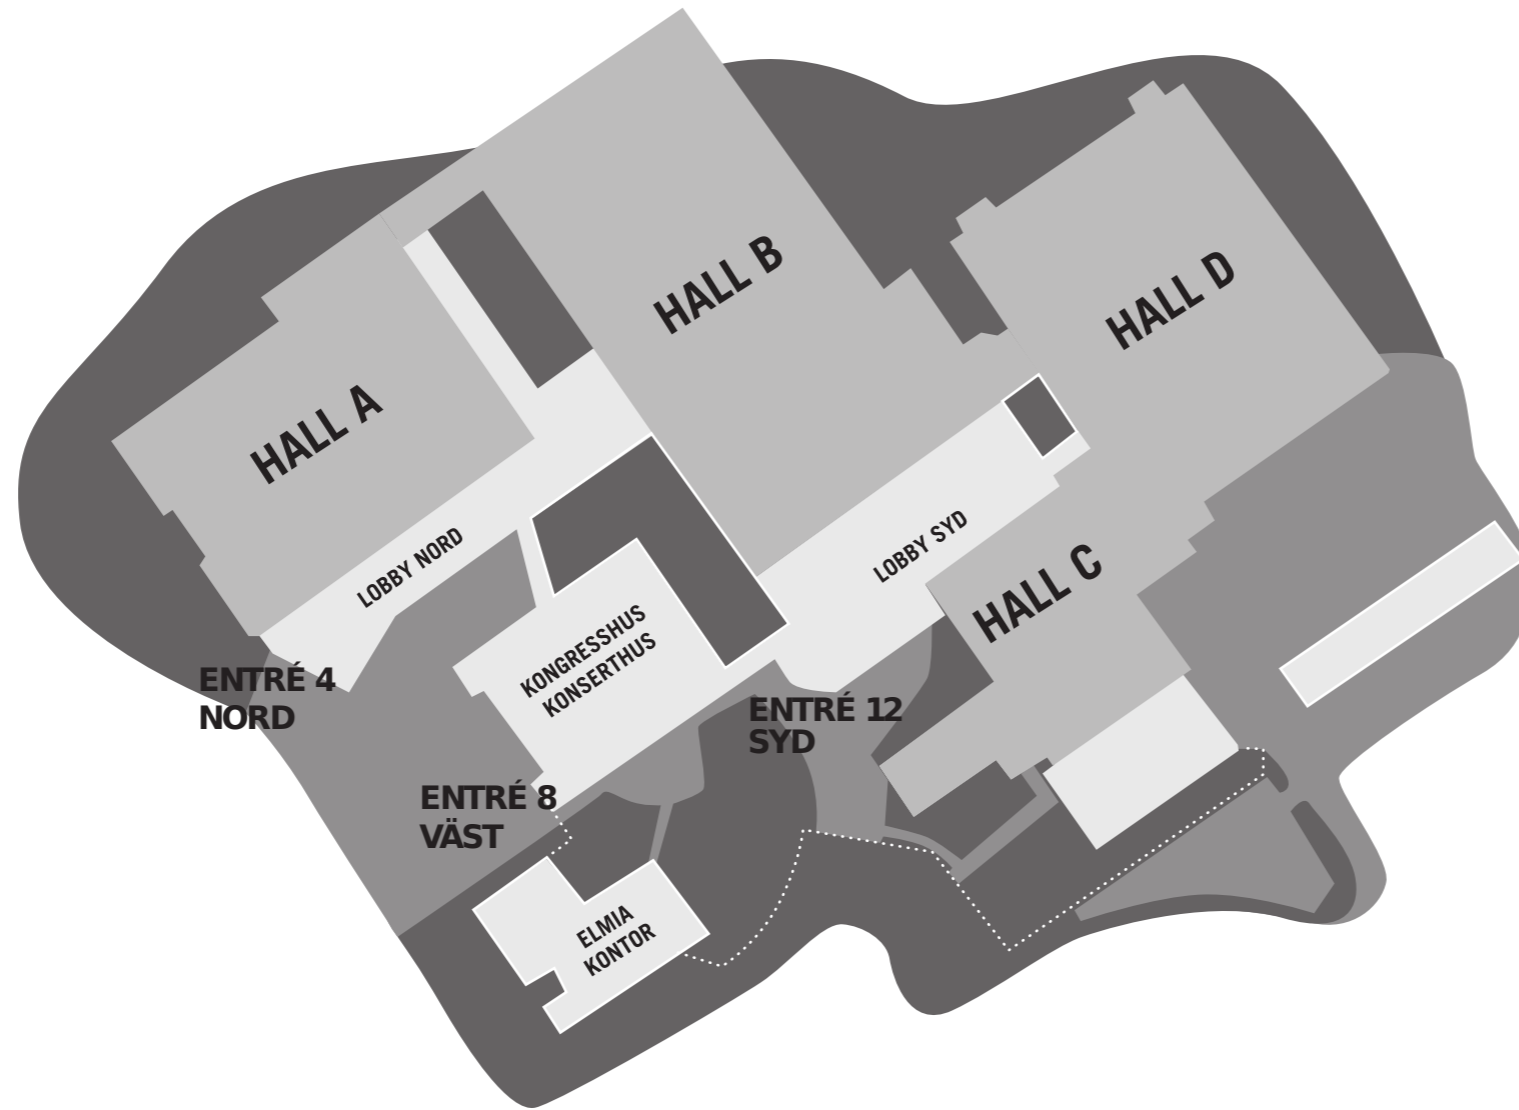 HALL B
HALL D
HALL A
LOBBY NORD
LOBBY SYD
HALL C
KONGRESSHUS
KONSERTHUS
ENTRÉ 4
NORD
ENTRÉ 12
SYD
ENTRÉ 8
VÄST
ELMIA
KONTOR